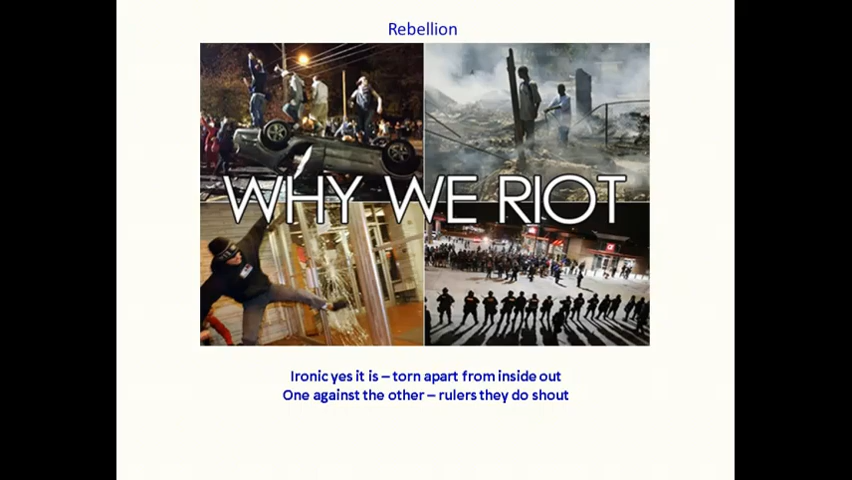 Rebellion
WHY WE RIOT
Ironic yes it is – torn apart from inside out
One against the other – rulers they do shout